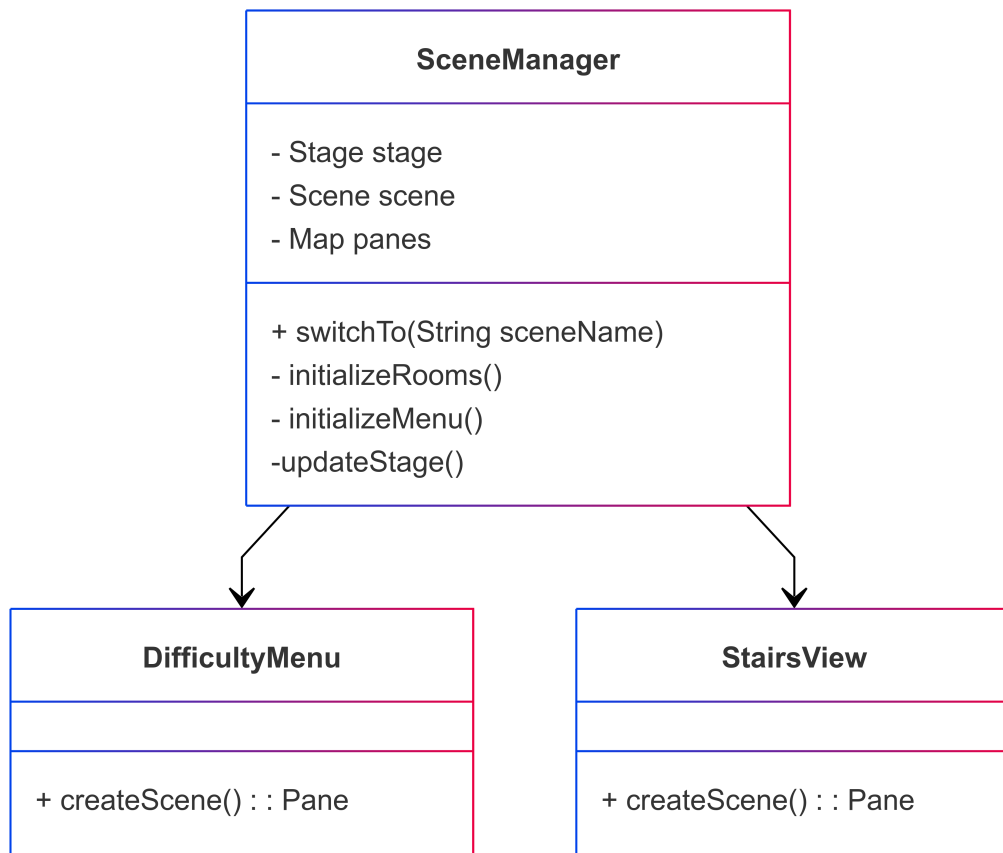 SceneManager
- Stage stage
- Scene scene
- Map panes
+ switchTo(String sceneName)
- initializeRooms()
- initializeMenu()
-updateStage()
DifficultyMenu
+ createScene() : : Pane
StairsView
+ createScene() : : Pane